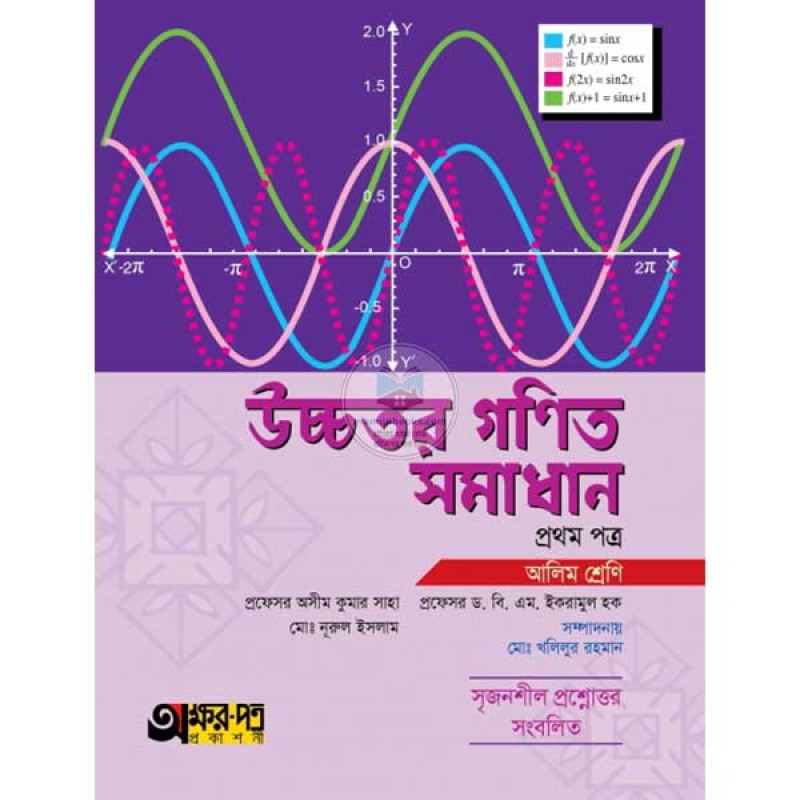 f(x) = sinx
d/dx [f(x)] = cosx
f(2x) = sin2x
f(x)+1 = sinx+1
2.0 Y
1.5
1.0
0.5
X' -2π -π O π 2π X
-0.5
-1.0 Y'
উচ্চতর গণিত
সমাধান
প্রথম পত্র
আলিম শ্রেণি
প্রফেসর অসীম কুমার সাহা প্রফেসর ড. বি. এম. ইকরামুল হক
মোঃ নূরুল ইসলাম
সম্পাদনায়
মোঃ খলিলুর রহমান
সৃজনশীল প্রশ্নোত্তর
সংবলিত
অক্ষর-পত্র
প্রকাশনী